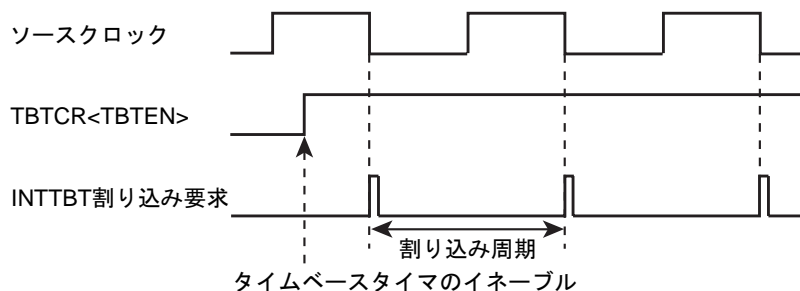 ソースクロック
TBTCR<TBTEN>
INTTBT割り込み要求
割り込み周期
タイムベースタイマのイネーブル